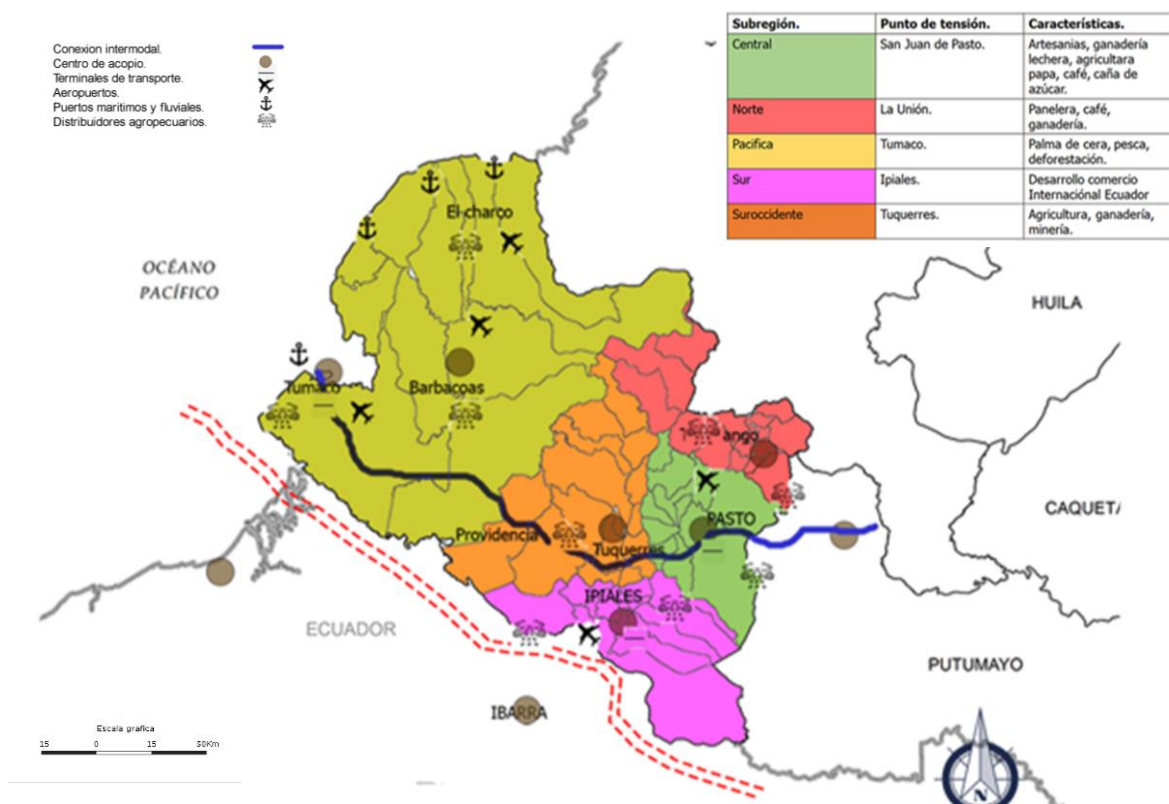 Conexion intermodal.
Centro de acopio.
Terminales de transporte.
Aeropuertos.
Puertos maritimos y fluviales.
Distribuidores agropecuarios.
Subregión. Punto de tensión. Características.
Central San Juan de Pasto. Artesanias, ganadería
lechera, agricultara
papa, café, caña de
azúcar.
Norte La Unión. Panelera, café,
ganadería.
Pacifica Tumaco. Palma de cera, pesca,
deforestación.
Sur Ipiales. Desarrollo comercio
Internaciónal Ecuador
Suroccidente Tuquerres. Agricultura, ganadería,
minería.
El charco
OCÉANO
PACÍFICO
HUILA
Tumaco
Barbacoas
ango
CAQUET
PASTO
Providencia
Tuquerres
IPIALES
ECUADOR
PUTUMAYO
IBARRA
Escala grafica
15 0 15 30Km
N